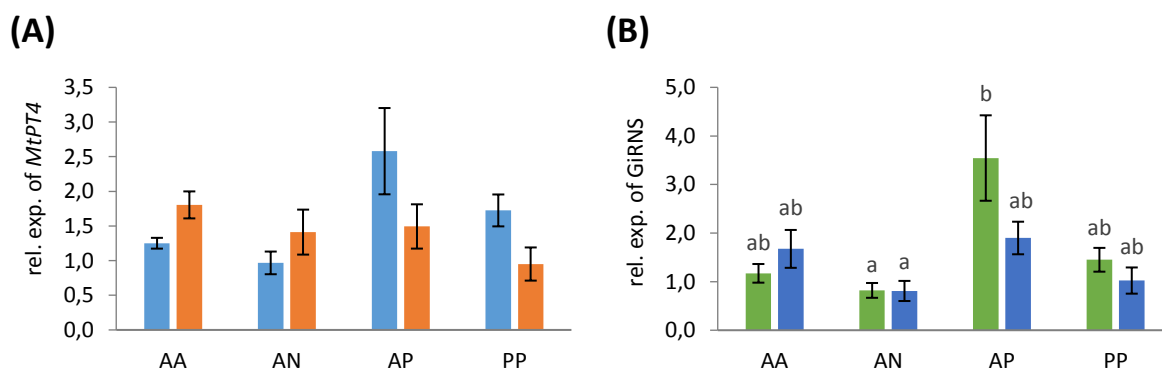 (A)
rel. exp. of MtPT4
3,5
3,0
2,5
2,0
1,5
1,0
0,5
0,0
AA AN AP PP
(B)
rel. exp. of GiRNS
5,0
4,0
3,0
2,0
1,0
0,0
ab ab a a b ab ab ab
AA AN AP PP